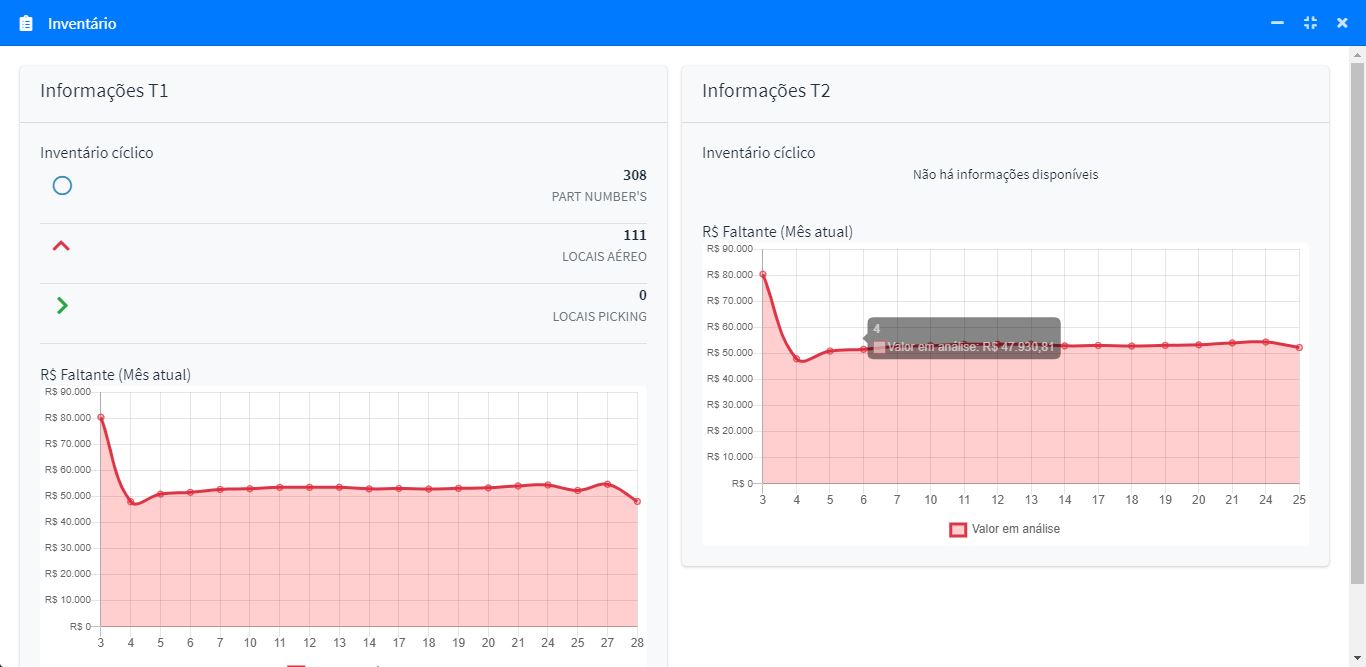 Inventário
Informações T1
Inventário cíclico
308
PART NUMBER'S
111
LOCAIS AÉREO
0
LOCAIS PICKING
R$ Faltante (Mês atual)
R$ 90.000
R$ 80.000
R$ 70.000
R$ 60.000
R$ 50.000
R$ 40.000
R$ 30.000
R$ 20.000
R$ 10.000
R$ 0
3 4 5 6 7 10 11 12 13 14 17 18 19 20 21 24 25 27 28
Informações T2
Inventário cíclico
Não há informações disponíveis
R$ Faltante (Mês atual)
R$ 90.000
R$ 80.000
R$ 70.000
R$ 60.000
R$ 50.000
R$ 40.000
R$ 30.000
R$ 20.000
R$ 10.000
R$ 0
4
Valor em análise: R$ 47.930,81
3 4 5 6 7 10 11 12 13 14 17 18 19 20 21 24 25
Valor em análise